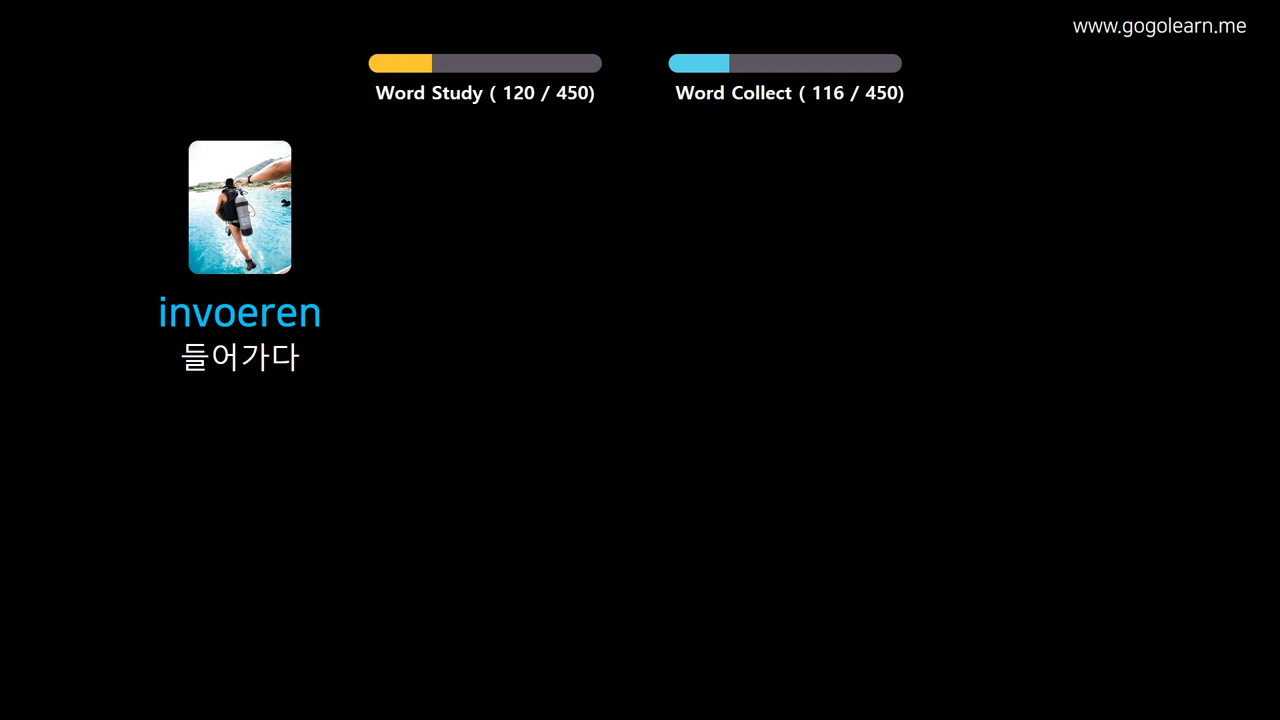 www.gogolearn.me
Word Study ( 120 / 450)
Word Collect ( 116 / 450)
invoeren
들어가다